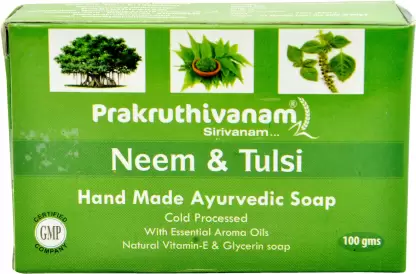 Prakruthivanam®
Sirivanam...
Neem & Tulsi
Hand Made Ayurvedic Soap
Cold Processed
With Essential Aroma Oils
Natural Vitamin-E & Glycerin soap
CERTIFIED
GMP
COMPANY
100 gms